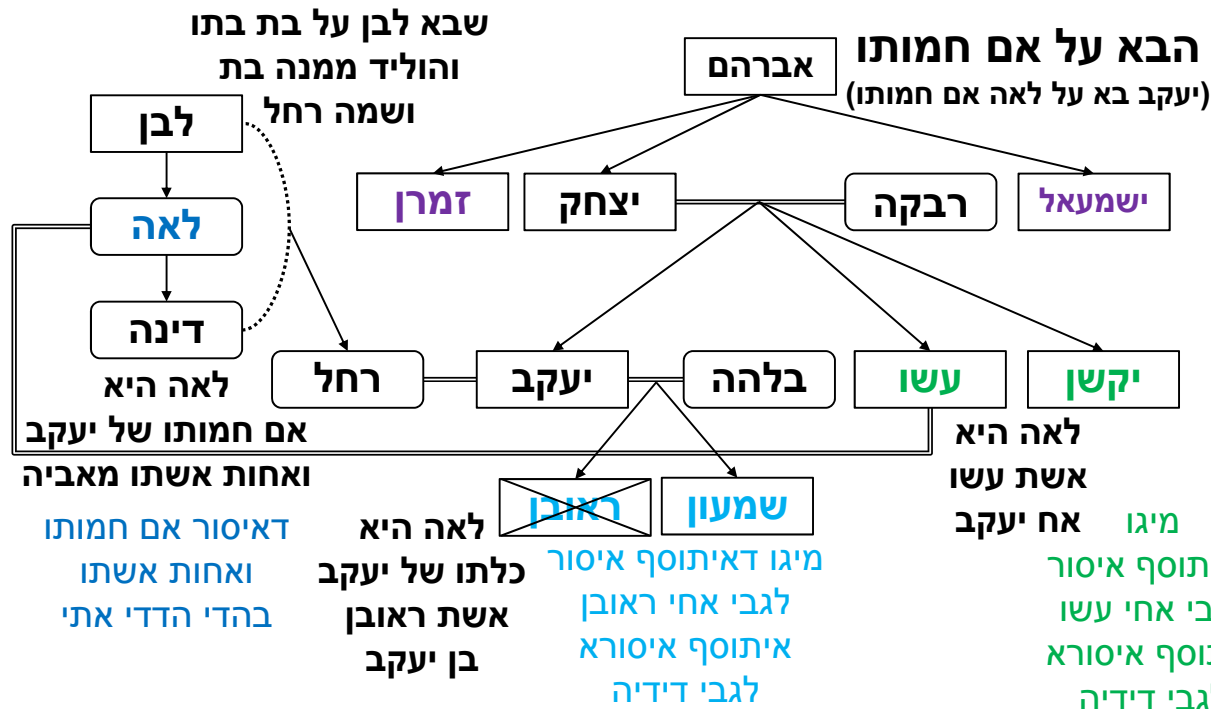 הבא על אם חמותו
(יעקב בא על לאה אם חמותו)
אברהם
שבא לבן על בת בתו
והוליד ממנה בת
ושמה רחל
לבן
ישמעאל
רבקה
יצחק
זמרן
לאה
דינה
יקשן
עשו
בלהה
יעקב
רחל
לאה היא
אם חמותו של יעקב
ואחות אשתו מאביה
דאיסור אם חמותו
ואחות אשתו
בהדי הדדי אתי
שמעון
ראובן
לאה היא
כלתו של יעקב
אשת ראובן
בן יעקב
מיגו דאיתוסף איסור
לגבי אחי ראובן
איתוסף איסורא
לגבי דידיה
לאה היא
אשת עשו
אח יעקב
מיגו
איסור
אחי עשו
איסורא
דידיה